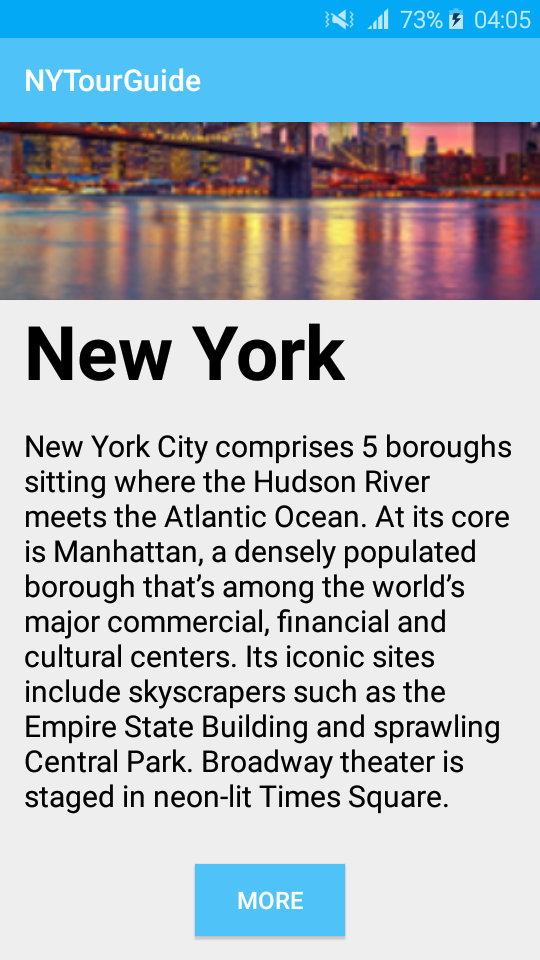 73% 04:05
NYTourGuide
New York
New York City comprises 5 boroughs
sitting where the Hudson River
meets the Atlantic Ocean. At its core
is Manhattan, a densely populated
borough that’s among the world’s
major commercial, financial and
cultural centers. Its iconic sites
include skyscrapers such as the
Empire State Building and sprawling
Central Park. Broadway theater is
staged in neon-lit Times Square.
MORE